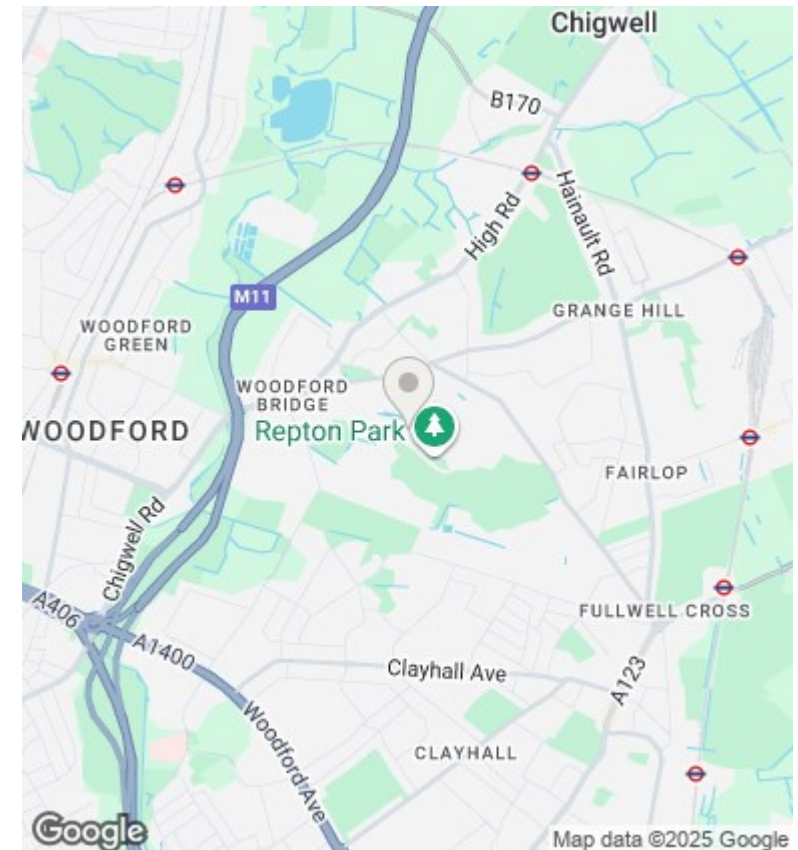 Chigwell
B170
High Rd
Hainault Rd
M11
GRANGE HILL
WOODFORD
GREEN
WOODFORD
BRIDGE
WOODFORD
Repton Park
FAIRLOP
Chigwell Rd
A406
A1400
FULLWELL CROSS
Clayhall Ave
A123
Woodford Ave
CLAYHALL
Google
Map data ©2025 Google